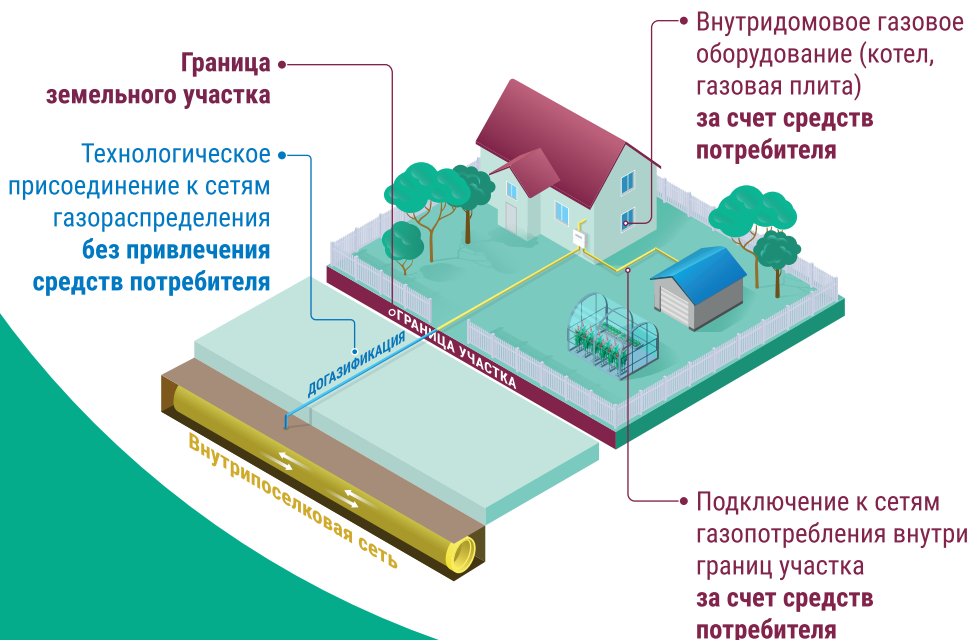 Граница
земельного участка
Технологическое
присоединение к сетям
газораспределения
без привлечения
средств потребителя
Внутридомовое газовое
оборудование (котел,
газовая плита)
за счет средств
потребителя
ГРАНИЦА УЧАСТКА
ДОГАЗИФИКАЦИЯ
Внутрипоселковая сеть
Подключение к сетям
газопотребления внутри
границ участка
за счет средств
потребителя